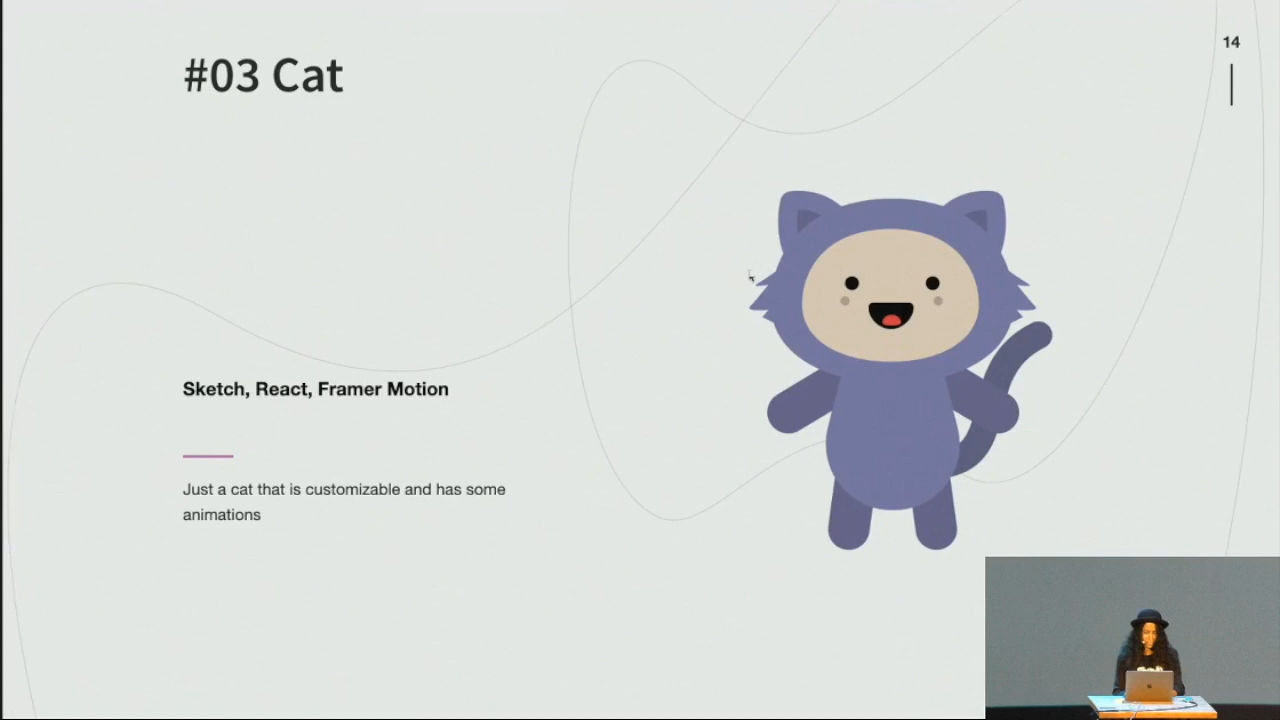 #03 Cat
14
Sketch, React, Framer Motion
Just a cat that is customizable and has some
animations